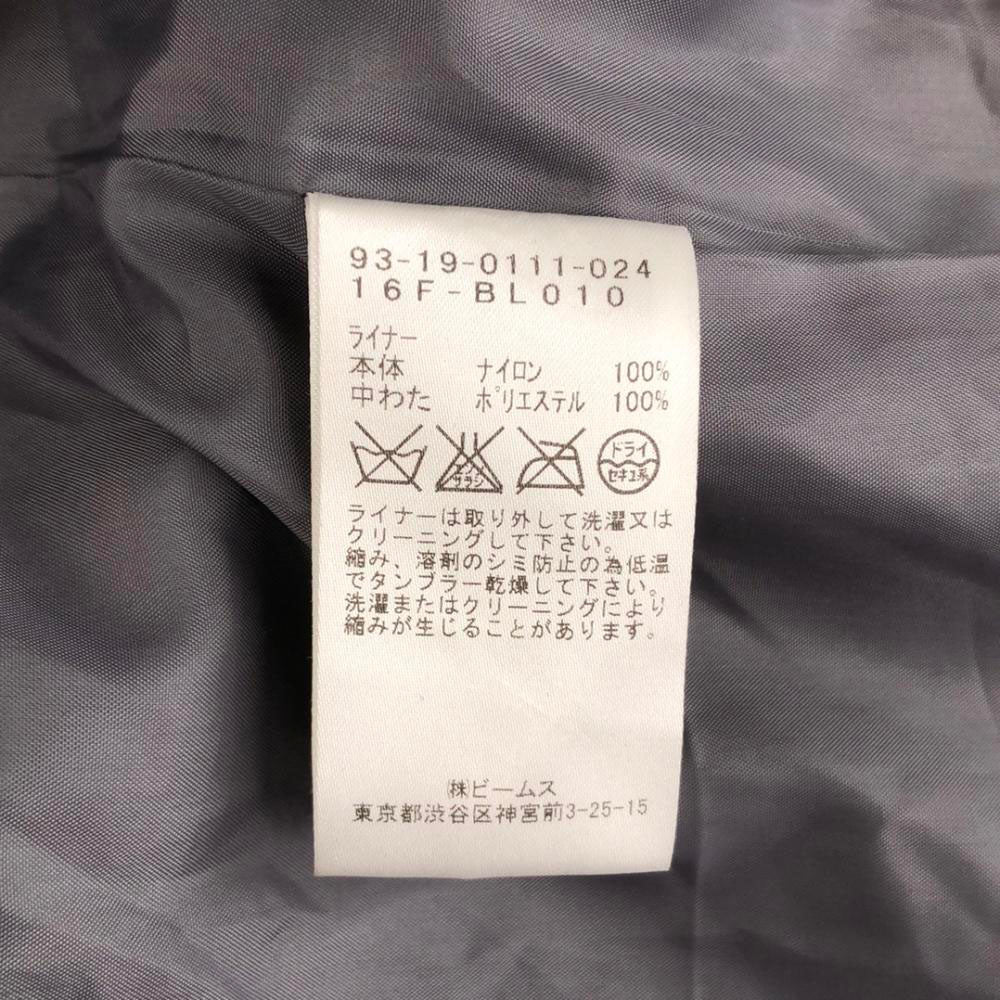 93-19-0111-024
16F-BL010
ライナー
本体 ナイロン 100%
中わた ポリエステル 100%
エンソ
サラシ
ドライ
セキユ系
ライナーは取り外して洗濯又は
クリーニングして下さい。
縮み、溶剤のシミ防止の為低温
でタンブラー乾燥して下さい。
洗濯またはクリーニングにより
縮みが生じることがあります。
㈱ビームス
東京都渋谷区神宮前3-25-15